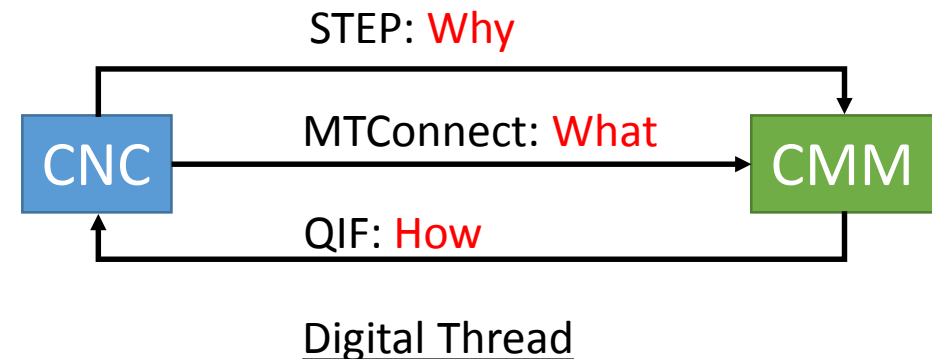 STEP: Why
MTConnect: What
CNC
CMM
QIF: How
Digital Thread